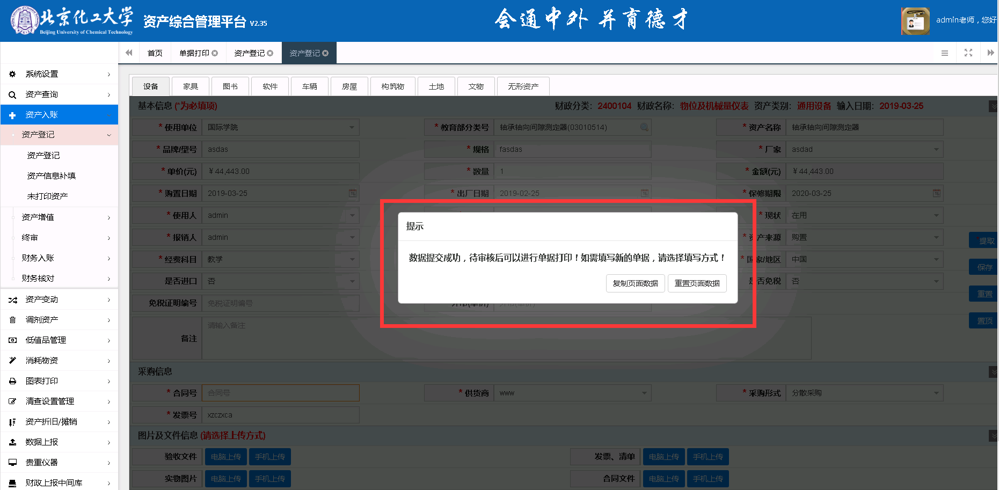 北京化工大学
Beijing University of Chemical Technology
资产综合管理平台 V2.35
会通中外 并育德才
admin老师，您好
首页 单据打印 资产登记 资产登记
系统设置
资产查询
资产入账
资产登记
资产登记
资产信息补填
未打印资产
资产增值
终审
财务入账
财务核对
资产变动
调剂资产
低值品管理
消耗物资
图表打印
清查设置管理
资产折旧/摊销
数据上报
贵重仪器
财政上报中间库
设备 家具 图书 软件 车辆 房屋 构筑物 土地 文物 无形资产
基本信息 (*为必填项) 财政分类：2400104 财政名称：物位及机械量仪表 资产类别：通用设备 输入日期：2019-03-25
* 使用单位 国际学院 * 教育部分类号 轴承轴向间隙测定器(03010514) * 资产名称 轴承轴向间隙测定器
* 品牌/型号 asdas * 规格 fasdas * 厂家 asdad
* 单价(元) ￥44,443.00 * 数量 1 * 金额(元) ￥44,443.00
* 购置日期 2019-03-25 * 出厂日期 2019-02-25 * 保修期限 2020-03-25
* 使用人 admin * 现状 在用
* 报销人 admin * 资产来源 购置
* 经费科目 教学 * 国家/地区 中国
是否进口 否 是否免税 否
免税证明编号 免税证明编号 外币(单价) 外币(单价)
备注 请输入备注
提示
数据提交成功，待审核后可以进行单据打印！如需填写新的单据，请选择填写方式！
复制页面数据 重置页面数据
提取
保存
重置
置顶
采购信息
* 合同号 合同号 * 供货商 www * 采购形式 分散采购
* 发票号 xzczxca
图片及文件信息 (请选择上传方式)
验收文件 电脑上传 手机上传 发票、清单 电脑上传 手机上传
实物图片 电脑上传 手机上传 合同文件 电脑上传 手机上传